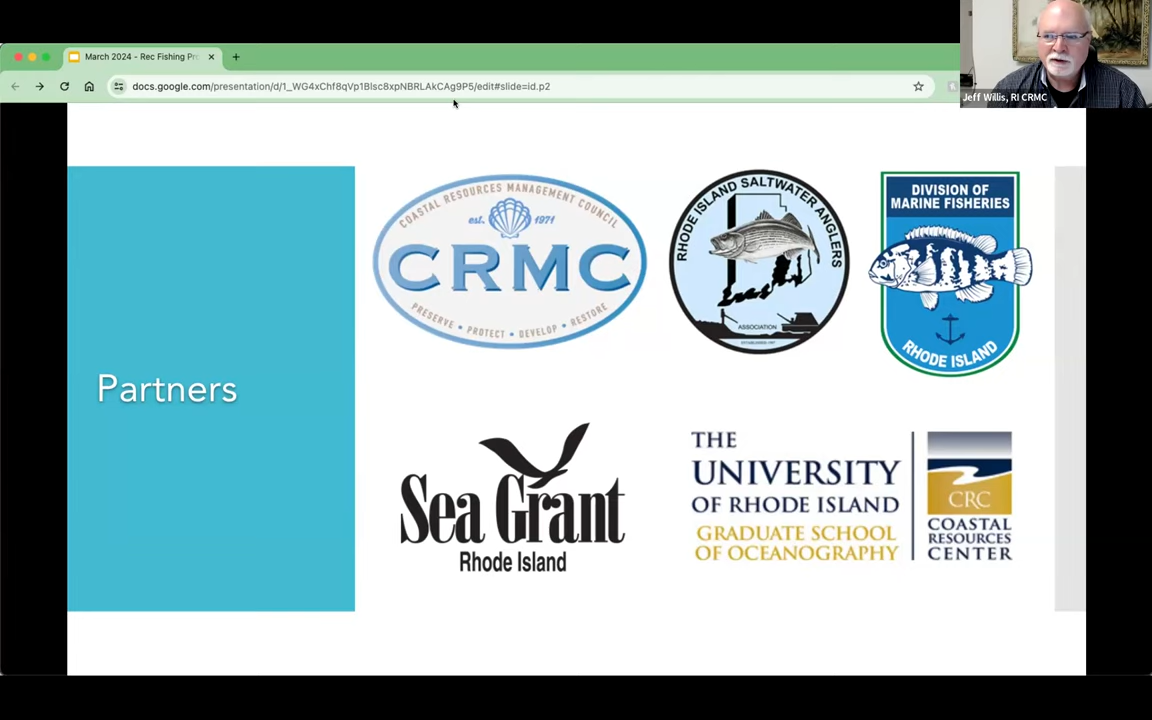 March 2024 - Rec Fishing Pr
docs.google.com/presentation/d/1_WG4xChf8qVp1Blsc8xpNBRLAkCAg9P5/edit#slide=id.p2
Jeff Willis, RI CRMC
Partners
COASTAL RESOURCES MANAGEMENT COUNCIL
est. 1971
CRMC
PRESERVE • PROTECT • DEVELOP • RESTORE
RHODE ISLAND SALTWATER ANGLERS
ASSOCIATION
DIVISION OF
MARINE FISHERIES
RHODE ISLAND
Sea Grant
Rhode Island
THE
UNIVERSITY
OF RHODE ISLAND
GRADUATE SCHOOL
OF OCEANOGRAPHY
CRC
COASTAL
RESOURCES
CENTER